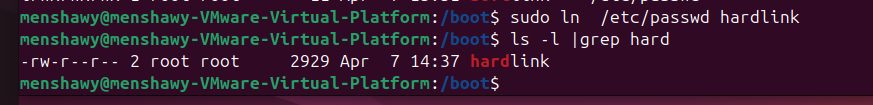 menshawy@menshawy-VMware-Virtual-Platform:/boot$ sudo ln  /etc/passwd hardlink
menshawy@menshawy-VMware-Virtual-Platform:/boot$ ls -l |grep hard
-rw-r--r-- 2 root root     2929 Apr  7 14:37 hardlink
menshawy@menshawy-VMware-Virtual-Platform:/boot$